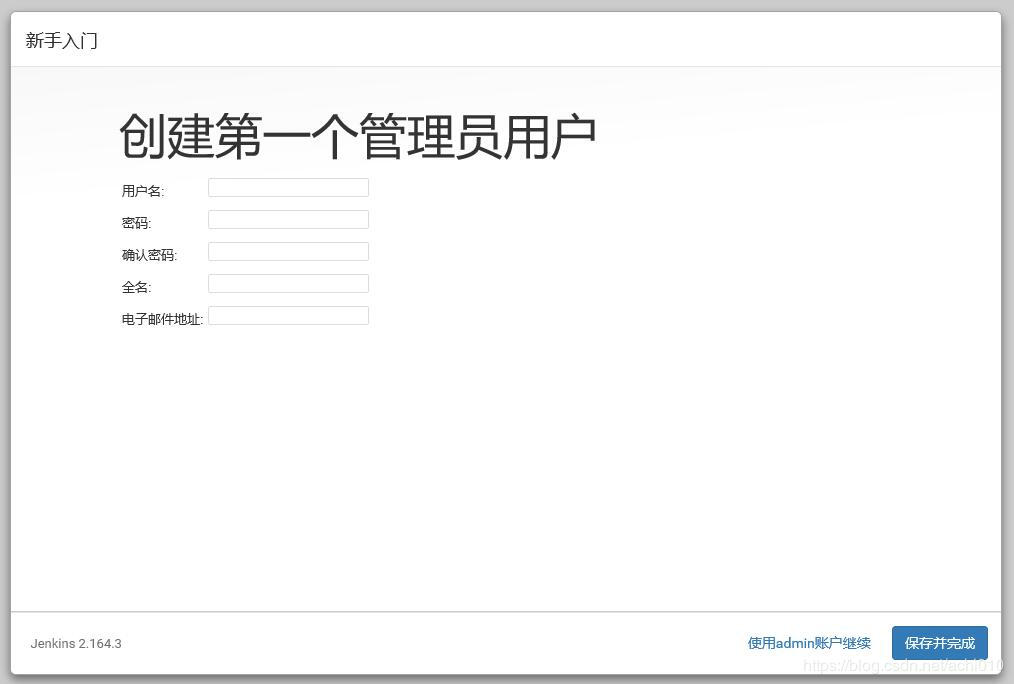 新手入门
创建第一个管理员用户
用户名:
密码:
确认密码:
全名:
电子邮件地址:
Jenkins 2.164.3
使用admin账户继续
保存并完成
https://blog.csdn.net/achi010